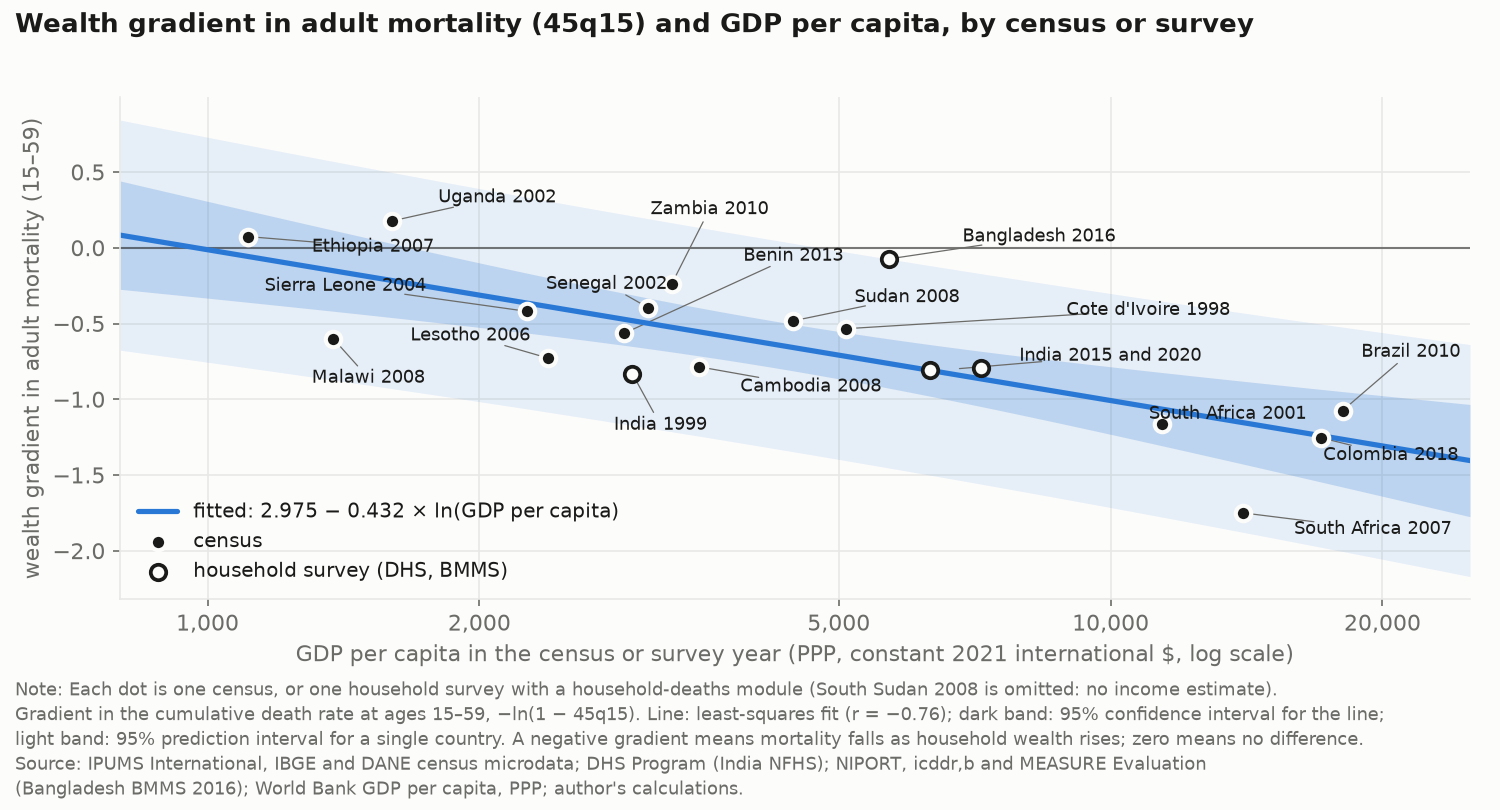 Wealth gradient in adult mortality (45q15) and GDP per capita, by census or survey
wealth gradient in adult mortality (15–59)
0.5
0.0
−0.5
−1.0
−1.5
−2.0
Uganda 2002
Zambia 2010
Bangladesh 2016
Ethiopia 2007
Benin 2013
Sierra Leone 2004
Senegal 2002
Sudan 2008
Cote d'Ivoire 1998
Lesotho 2006
India 2015 and 2020
Brazil 2010
Malawi 2008
Cambodia 2008
India 1999
South Africa 2001
Colombia 2018
South Africa 2007
fitted: 2.975 − 0.432 × ln(GDP per capita)
census
household survey (DHS, BMMS)
1,000
2,000
5,000
10,000
20,000
GDP per capita in the census or survey year (PPP, constant 2021 international $, log scale)
Note: Each dot is one census, or one household survey with a household-deaths module (South Sudan 2008 is omitted: no income estimate).
Gradient in the cumulative death rate at ages 15–59, −ln(1 − 45q15). Line: least-squares fit (r = −0.76); dark band: 95% confidence interval for the line;
light band: 95% prediction interval for a single country. A negative gradient means mortality falls as household wealth rises; zero means no difference.
Source: IPUMS International, IBGE and DANE census microdata; DHS Program (India NFHS); NIPORT, icddr,b and MEASURE Evaluation
(Bangladesh BMMS 2016); World Bank GDP per capita, PPP; author's calculations.